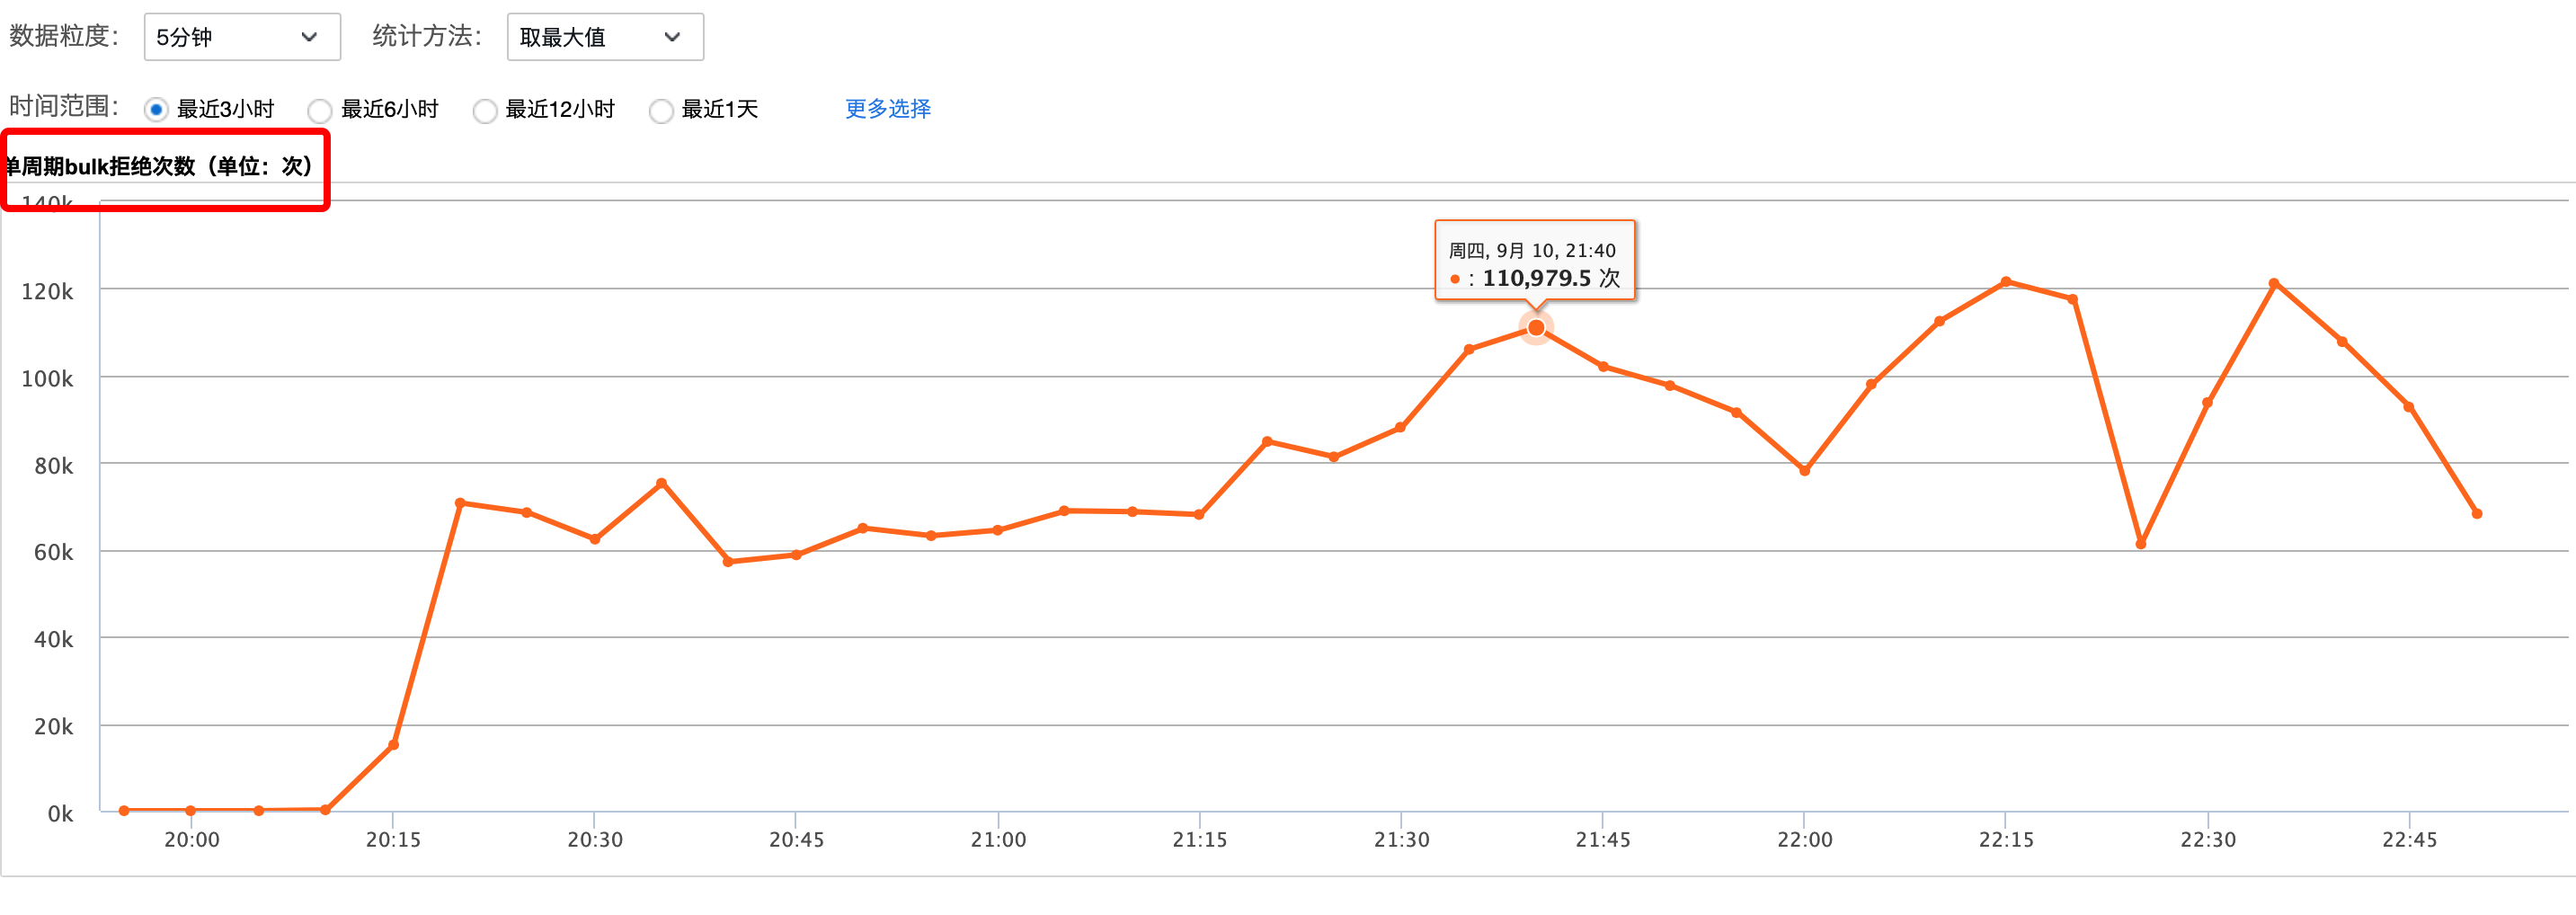 数据粒度： 5分钟 统计方法： 取最大值
时间范围： 最近3小时 最近6小时 最近12小时 最近1天 更多选择
单周期bulk拒绝次数（单位：次）
140k
周四, 9月 10, 21:40
● : 110,979.5 次
120k
100k
80k
60k
40k
20k
0k
20:00 20:15 20:30 20:45 21:00 21:15 21:30 21:45 22:00 22:15 22:30 22:45